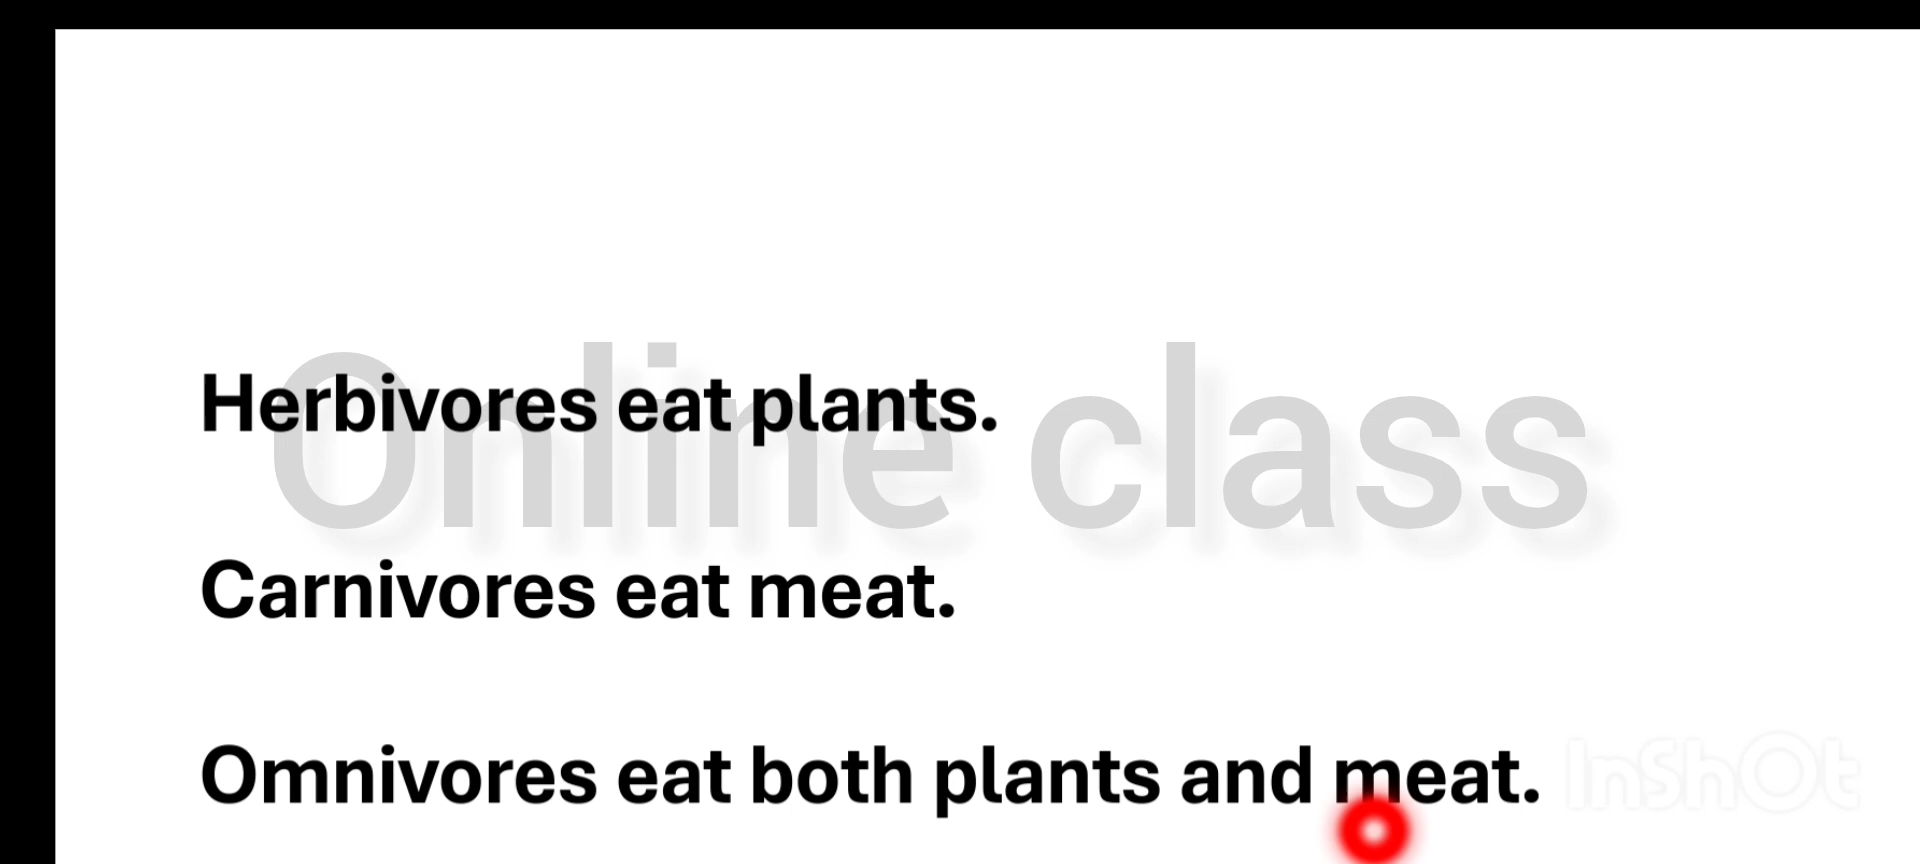 Herbivores eat plants.
Online class
Carnivores eat meat.
Omnivores eat both plants and meat.
InShOt